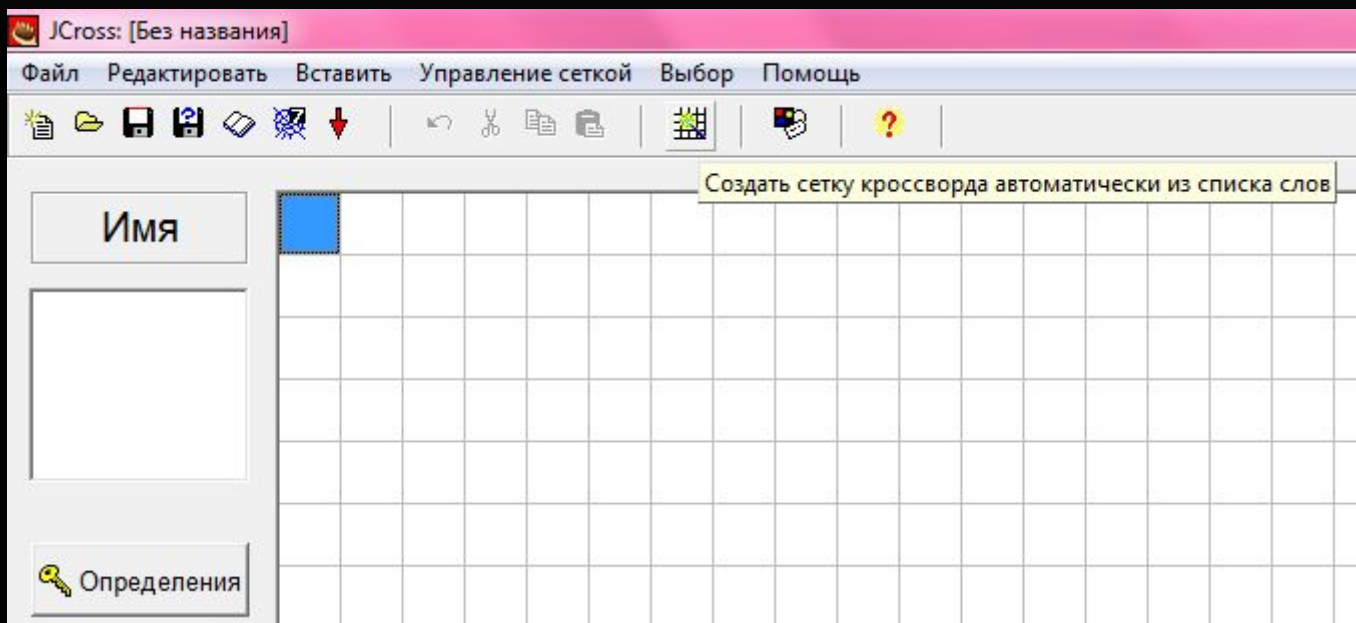 JCross: [Без названия]
Файл Редактировать Вставить Управление сеткой Выбор Помощь
Создать сетку кроссворда автоматически из списка слов
Имя
Определения